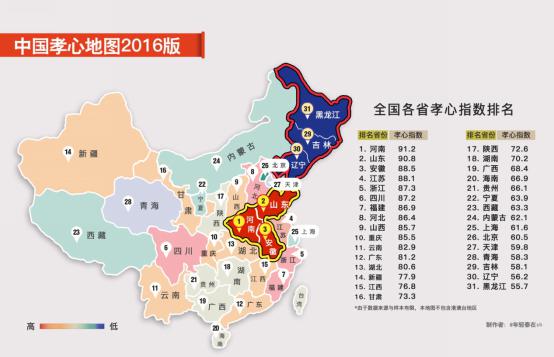 中国孝心地图2016版
全国各省孝心指数排名
排名省份 孝心指数
1. 河南 91.2
2. 山东 90.8
3. 安徽 88.5
4. 江苏 88.1
5. 浙江 87.3
6. 四川 87.2
7. 福建 86.9
8. 河北 86.4
9. 山西 85.7
10. 重庆 85.5
11. 云南 82.9
12. 广东 81.2
13. 湖北 80.6
15. 江西 76.8
14. 新疆 77.9
16. 甘肃 73.3
排名省份 孝心指数
17. 陕西 72.6
18. 湖南 70.2
19. 广西 68.4
20. 海南 66.9
21. 贵州 66.1
22. 宁夏 63.9
23. 西藏 63.3
24. 内蒙古 62.1
25. 上海 61.6
26. 北京 60.5
27. 天津 59.8
28. 青海 58.3
29. 吉林 58.1
30. 辽宁 56.2
31. 黑龙江 55.7
*由于数据来源与样本有限，本地图不包含港澳台地区
31
黑龙江
29
吉林
30
辽宁
14
新疆
24
内蒙古
26 北京
27 天津
28
青海
甘肃
22
宁夏
9
山西
8
河北
2
山东
17
陕西
1
河南
3
安徽
4
江苏
25 上海
23
西藏
6
四川
10
重庆
13
湖北
5
浙江
18
湖南
15
江西
7
福建
21
贵州
11
云南
19
广西
12
广东
台湾
20
海南
高 低